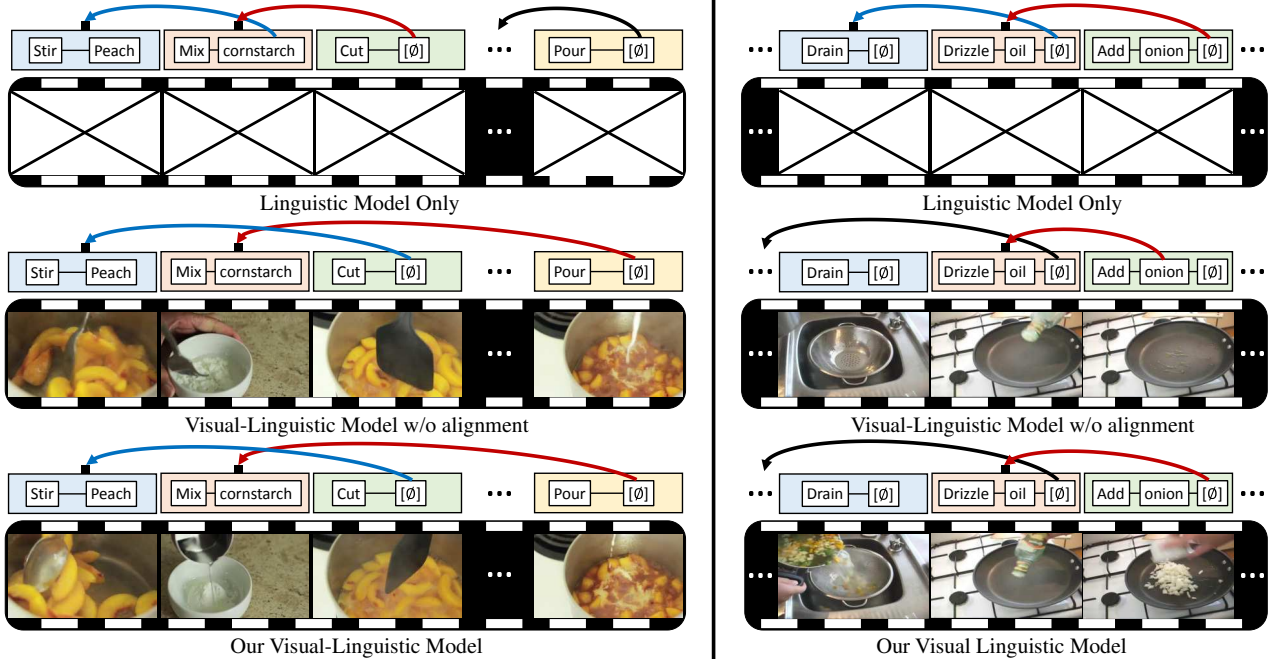 Stir Peach Mix cornstarch Cut [Ø] ... Pour [Ø]
Linguistic Model Only
Stir Peach Mix cornstarch Cut [Ø] ... Pour [Ø]
Visual-Linguistic Model w/o alignment
Stir Peach Mix cornstarch Cut [Ø] ... Pour [Ø]
Our Visual-Linguistic Model
... Drain [Ø] Drizzle oil [Ø] Add onion [Ø] ...
Linguistic Model Only
... Drain [Ø] Drizzle oil [Ø] Add onion [Ø] ...
Visual-Linguistic Model w/o alignment
... Drain [Ø] Drizzle oil [Ø] Add onion [Ø] ...
Our Visual Linguistic Model